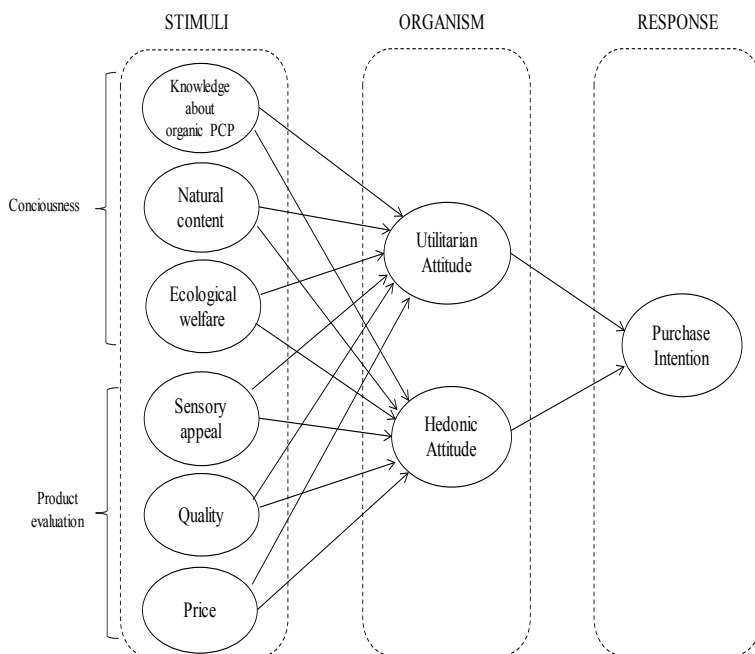 STIMULI
ORGANISM
RESPONSE
Knowledge
about
organic PCP
Conciousness
Natural
content
Ecological
welfare
Sensory
appeal
Product
evaluation
Quality
Price
Utilitarian
Attitude
Hedonic
Attitude
Purchase
Intention